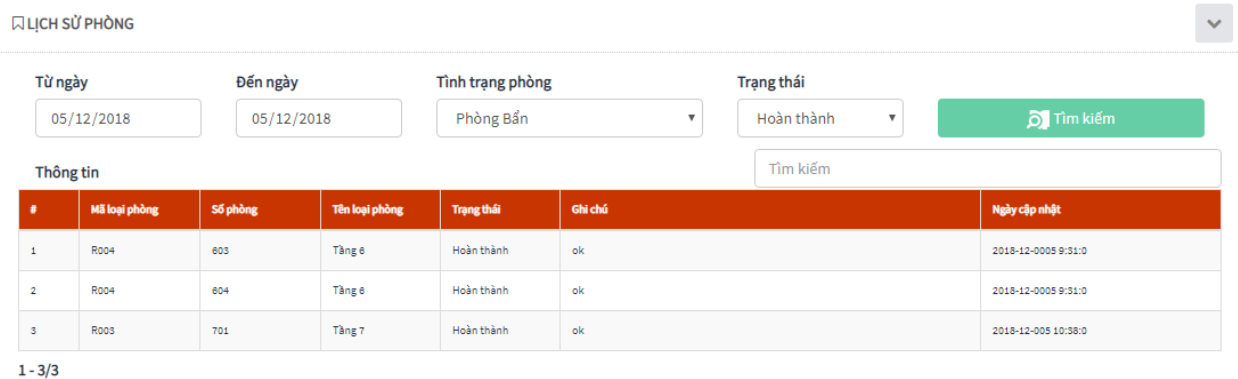 LỊCH SỬ PHÒNG
Từ ngày Đến ngày Tình trạng phòng Trạng thái
05/12/2018 05/12/2018 Phòng Bẩn Hoàn thành Tìm kiếm
Thông tin Tìm kiếm
# Mã loại phòng Số phòng Tên loại phòng Trạng thái Ghi chú Ngày cập nhật
1 R004 603 Tầng 6 Hoàn thành ok 2018-12-0005 9:31:0
2 R004 604 Tầng 6 Hoàn thành ok 2018-12-0005 9:31:0
3 R003 701 Tầng 7 Hoàn thành ok 2018-12-005 10:38:0
1 - 3/3